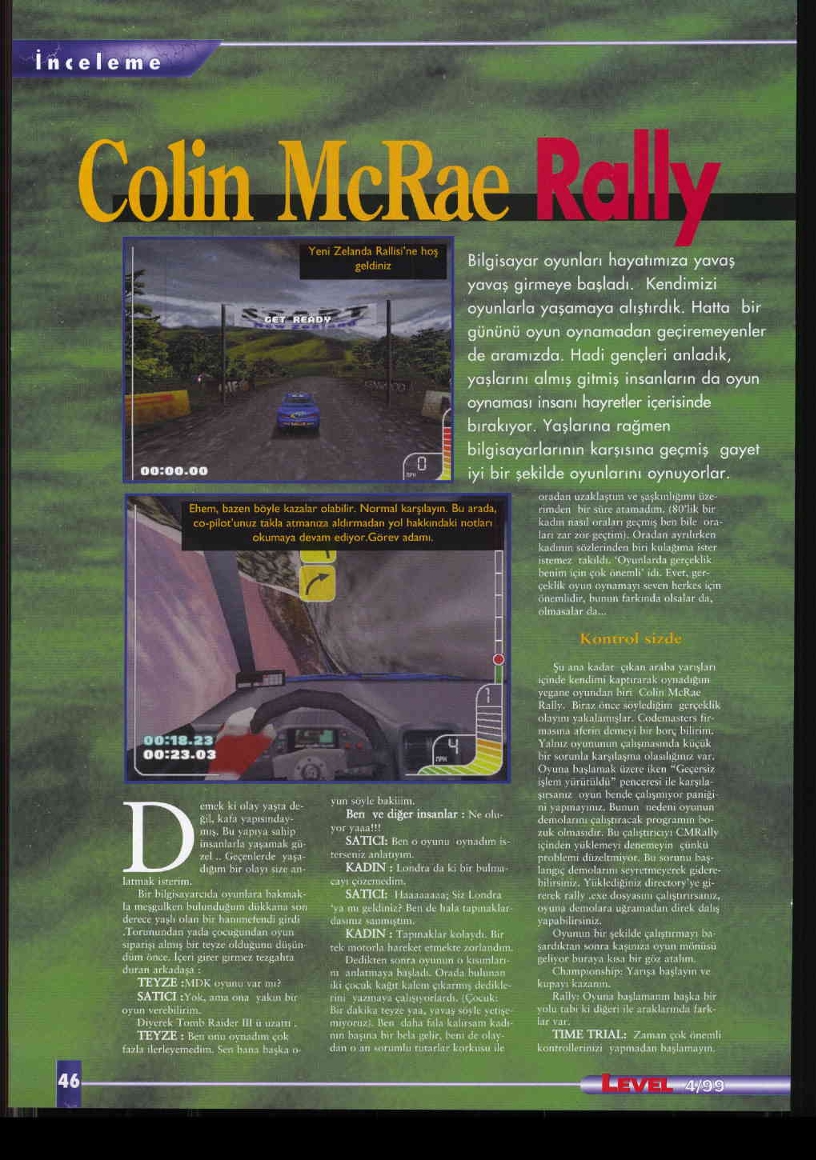 İnceleme
Colin McRae Rally
Yeni Zelanda Rallisi'ne hoş
geldiniz
GET READY
New Zealand
KENWOOD
00:00.00
0
MPH
Bilgisayar oyunları hayatımıza yavaş
yavaş girmeye başladı. Kendimizi
oyunlarla yaşamaya alıştırdık. Hatta bir
gününü oyun oynamadan geçiremeyenler
de aramızda. Hadi gençleri anladık,
yaşlarını almış gitmiş insanların da oyun
oynaması insanı hayretler içerisinde
bırakıyor. Yaşlarına rağmen
bilgisayarlarının karşısına geçmiş gayet
iyi bir şekilde oyunlarını oynuyorlar.
Ehem, bazen böyle kazalar olabilir. Normal karşılayın. Bu arada,
co-pilot'unuz takla atmanıza aldırmadan yol hakkındaki notları
okumaya devam ediyor.Görev adamı.
1
00:18.23
00:23.03
4
MPH
Demek ki olay yaşta de-
ğil, kafa yapısınday-
mış. Bu yapıya sahip
insanlarla yaşamak gü-
zel .. Geçenlerde yaşa-
dığım bir olayı size an-
latmak isterim.
Bir bilgisayarcıda oyunlara bakmak-
la meşgulken bulunduğum dükkana son
derece yaşlı olan bir hanımefendi girdi
.Torunundan yada çocuğundan oyun
siparişi almış bir teyze olduğunu düşün-
düm önce. İçeri girer girmez tezgahta
duran arkadaşa :
TEYZE :MDK oyunu var mı?
SATICI :Yok, ama ona yakın bir
oyun verebilirim.
Diyerek Tomb Raider III ü uzattı .
TEYZE : Ben onu oynadım çok
fazla ilerleyemedim. Sen bana başka o-
yun söyle bakiiim.
Ben ve diğer insanlar : Ne olu-
yor yaaa!!!
SATICI: Ben o oyunu oynadım is-
terseniz anlatıyım.
KADIN : Londra da ki bir bulma-
cayı çözemedim.
SATICI: Haaaaaaaa; Siz Londra
'ya mı geldiniz? Ben de hala tapınaklar-
dasınız sanmıştım.
KADIN : Tapınaklar kolaydı. Bir
tek motorla hareket etmekte zorlandım.
Dedikten sonra oyunun o kısımları-
nı anlatmaya başladı. Orada bulunan
iki çocuk kağıt kalem çıkarmış dedikle-
rini yazmaya çalışıyorlardı. (Çocuk:
Bir dakika teyze yaa, yavaş söyle yetişe-
miyoruz). Ben daha fala kalırsam kadı-
nın başına bir bela gelir, beni de olay-
dan o an sorumlu tutarlar korkusu ile
oradan uzaklaştım ve şaşkınlığımı üze-
rimden bir süre atamadım. (80'lik bir
kadın nasıl oraları geçmiş ben bile ora-
ları zar zor geçtim). Oradan ayrılırken
kadının sözlerinden biri kulağıma ister
istemez takıldı. 'Oyunlarda gerçeklik
benim için çok önemli' idi. Evet, ger-
çeklik oyun oynamayı seven herkes için
önemlidir, bunun farkında olsalar da,
olmasalar da...
Kontrol sizde
Şu ana kadar çıkan araba yarışları
içinde kendimi kaptırarak oynadığım
yegane oyundan biri Colin McRae
Rally. Biraz önce söylediğim gerçeklik
olayını yakalamışlar. Codemasters fir-
masına aferin demeyi bir borç bilirim.
Yalnız oyununun çalışmasında küçük
bir sorunla karşılaşma olasılığınız var.
Oyuna başlamak üzere iken "Geçersiz
işlem yürütüldü" penceresi ile karşıla-
şırsanız oyun bende çalışmıyor paniği-
ni yapmayınız. Bunun nedeni oyunun
demolarını çalıştıracak programın bo-
zuk olmasıdır. Bu çalıştırıcıyı CMRally
içinden yüklemeyi denemeyin çünkü
problemi düzeltmiyor. Bu sorunu baş-
langıç demolarını seyretmeyerek gidere-
bilirsiniz. Yüklediğiniz directory'ye gi-
rerek rally .exe dosyasını çalıştırırsanız,
oyuna demolara uğramadan direk dalış
yapabilirsiniz.
Oyunun bir şekilde çalıştırmayı ba-
şardıktan sonra kaşınıza oyun mönüsü
geliyor buraya kısa bir göz atalım.
Championship: Yarışa başlayın ve
kupayı kazanın.
Rally: Oyuna başlamanın başka bir
yolu tabi ki diğeri ile araklarında fark-
lar var.
TIME TRIAL: Zaman çok önemli
kontrollerinizi yapmadan başlamayın.
46
LEVEL 4/99